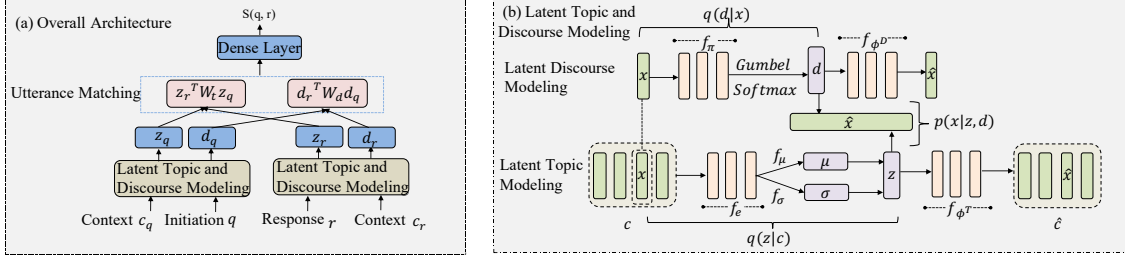 (a) Overall Architecture
S(q, r)
Dense Layer
Utterance Matching
z_r^T W_t z_q
d_r^T W_d d_q
z_q
d_q
z_r
d_r
Latent Topic and
Discourse Modeling
Latent Topic and
Discourse Modeling
Context c_q
Initiation q
Response r
Context c_r
(b) Latent Topic and
Discourse Modeling
q(d|x)
Latent Discourse
Modeling
x
f_π
Gumbel
Softmax
d
f_{ϕ^D}
x̂
x̂
p(x|z, d)
Latent Topic
Modeling
x
c
f_e
f_μ
f_σ
μ
σ
z
f_{ϕ^T}
x̂
ĉ
q(z|c)